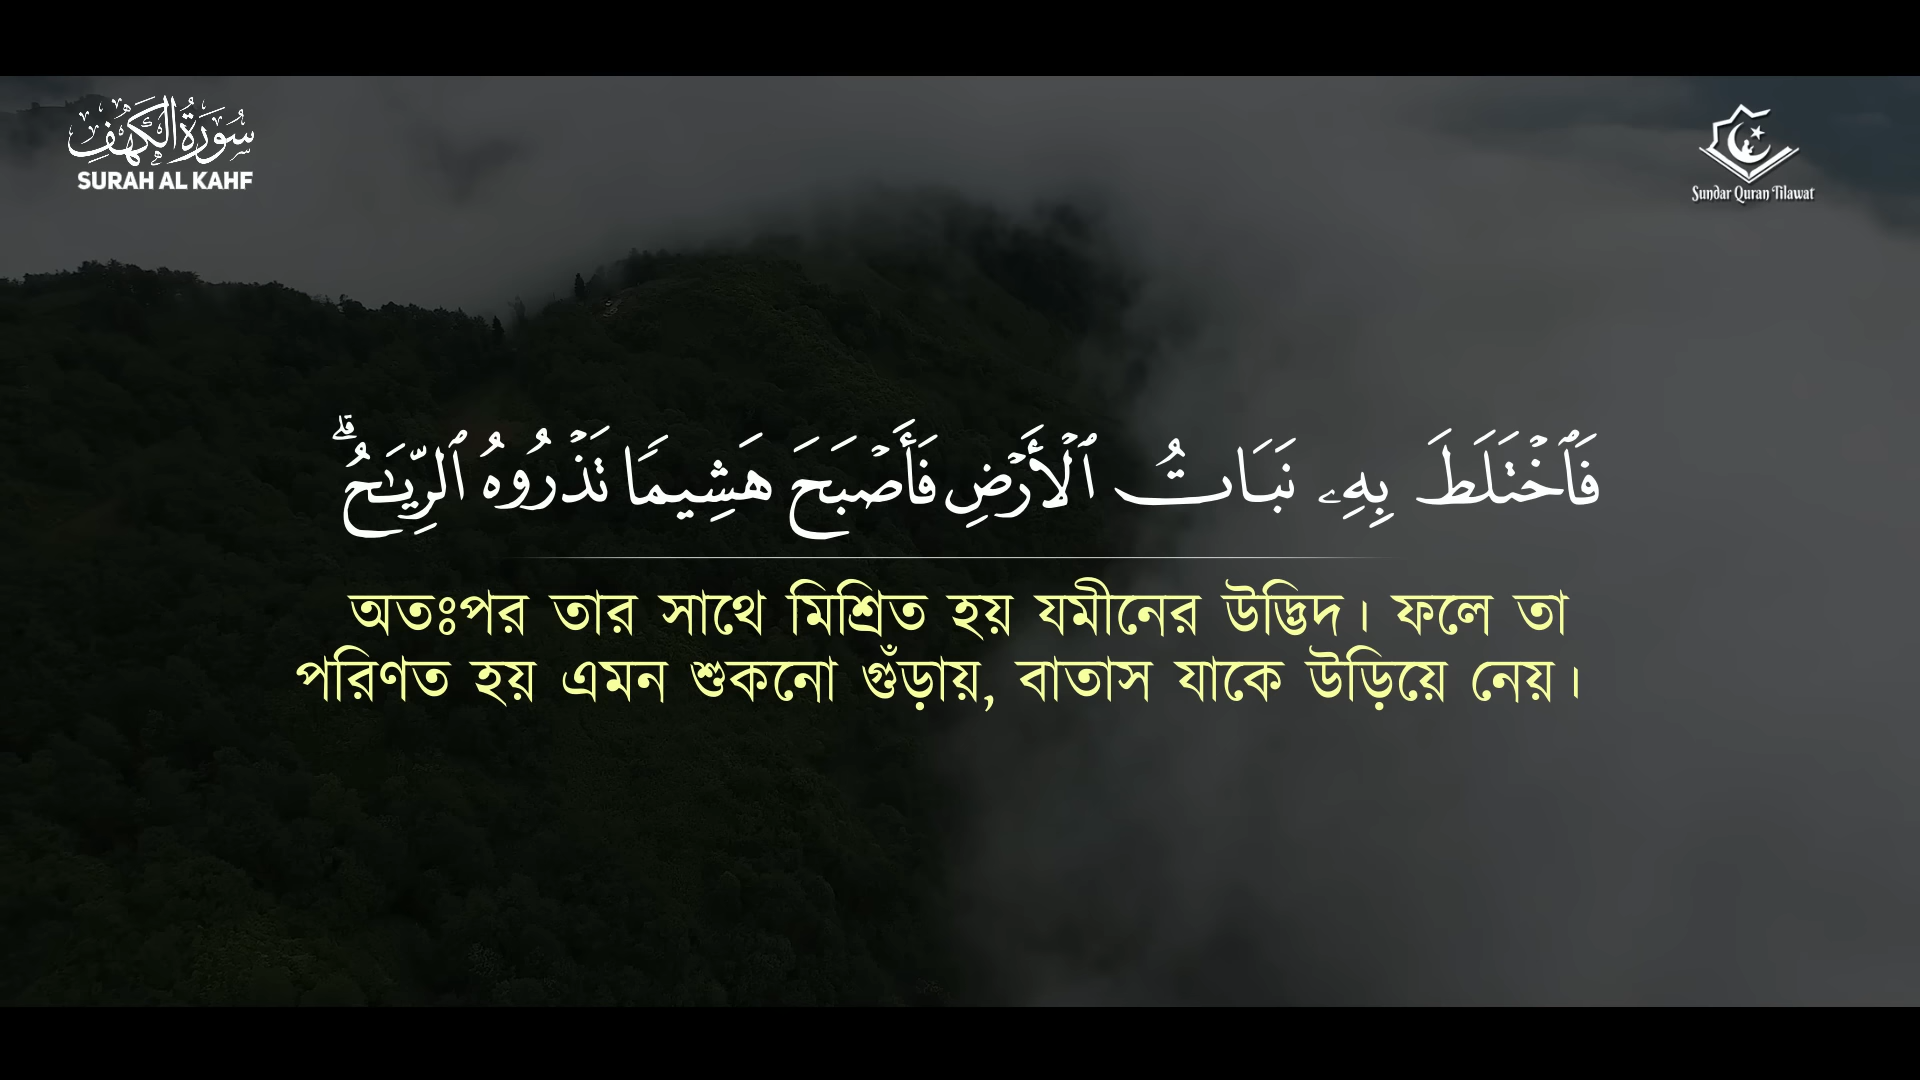 سُورَةُ الْكَهْفِ
SURAH AL KAHF
Sundar Quran Tilawat
فَٱخۡتَلَطَ بِهِۦ نَبَاتُ ٱلۡأَرۡضِ فَأَصۡبَحَ هَشِيمٗا تَذۡرُوهُ ٱلرِّيَٰحُۗ
অতঃপর তার সাথে মিশ্রিত হয় যমীনের উদ্ভিদ। ফলে তা
পরিণত হয় এমন শুকনো গুঁড়ায়, বাতাস যাকে উড়িয়ে নেয়।